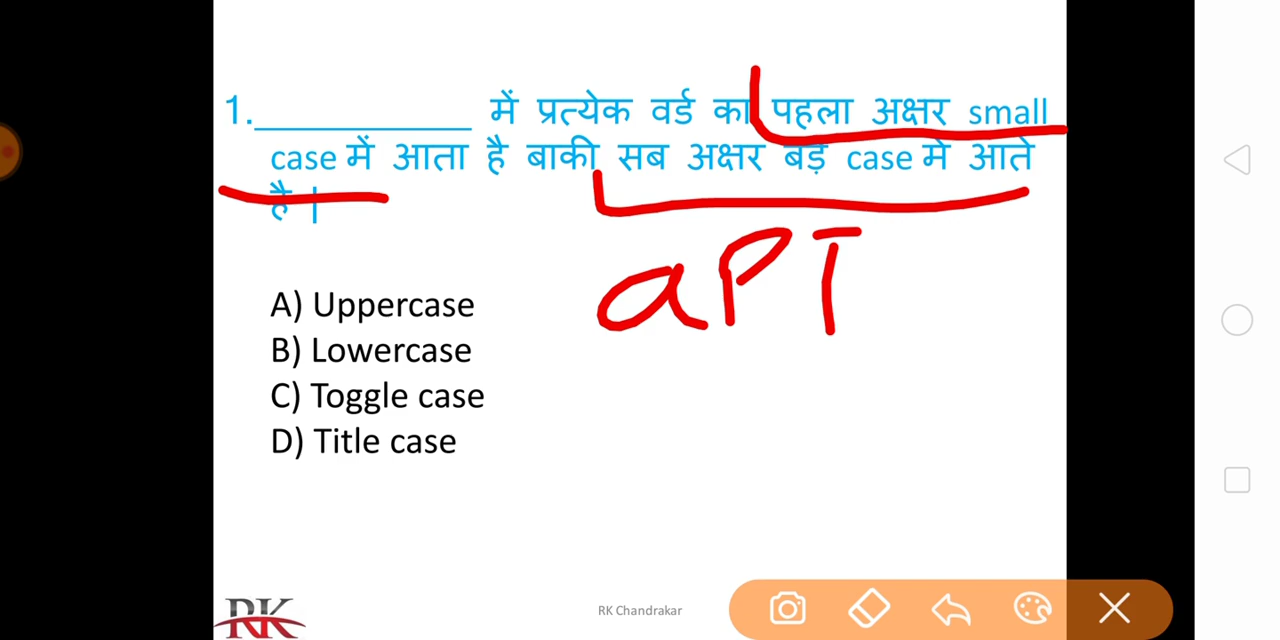 1.__________ में प्रत्येक वर्ड का पहला अक्षर small
case में आता है बाकी सब अक्षर बड़े case मे आते
है |
aPT
A) Uppercase
B) Lowercase
C) Toggle case
D) Title case
RK
RK Chandrakar